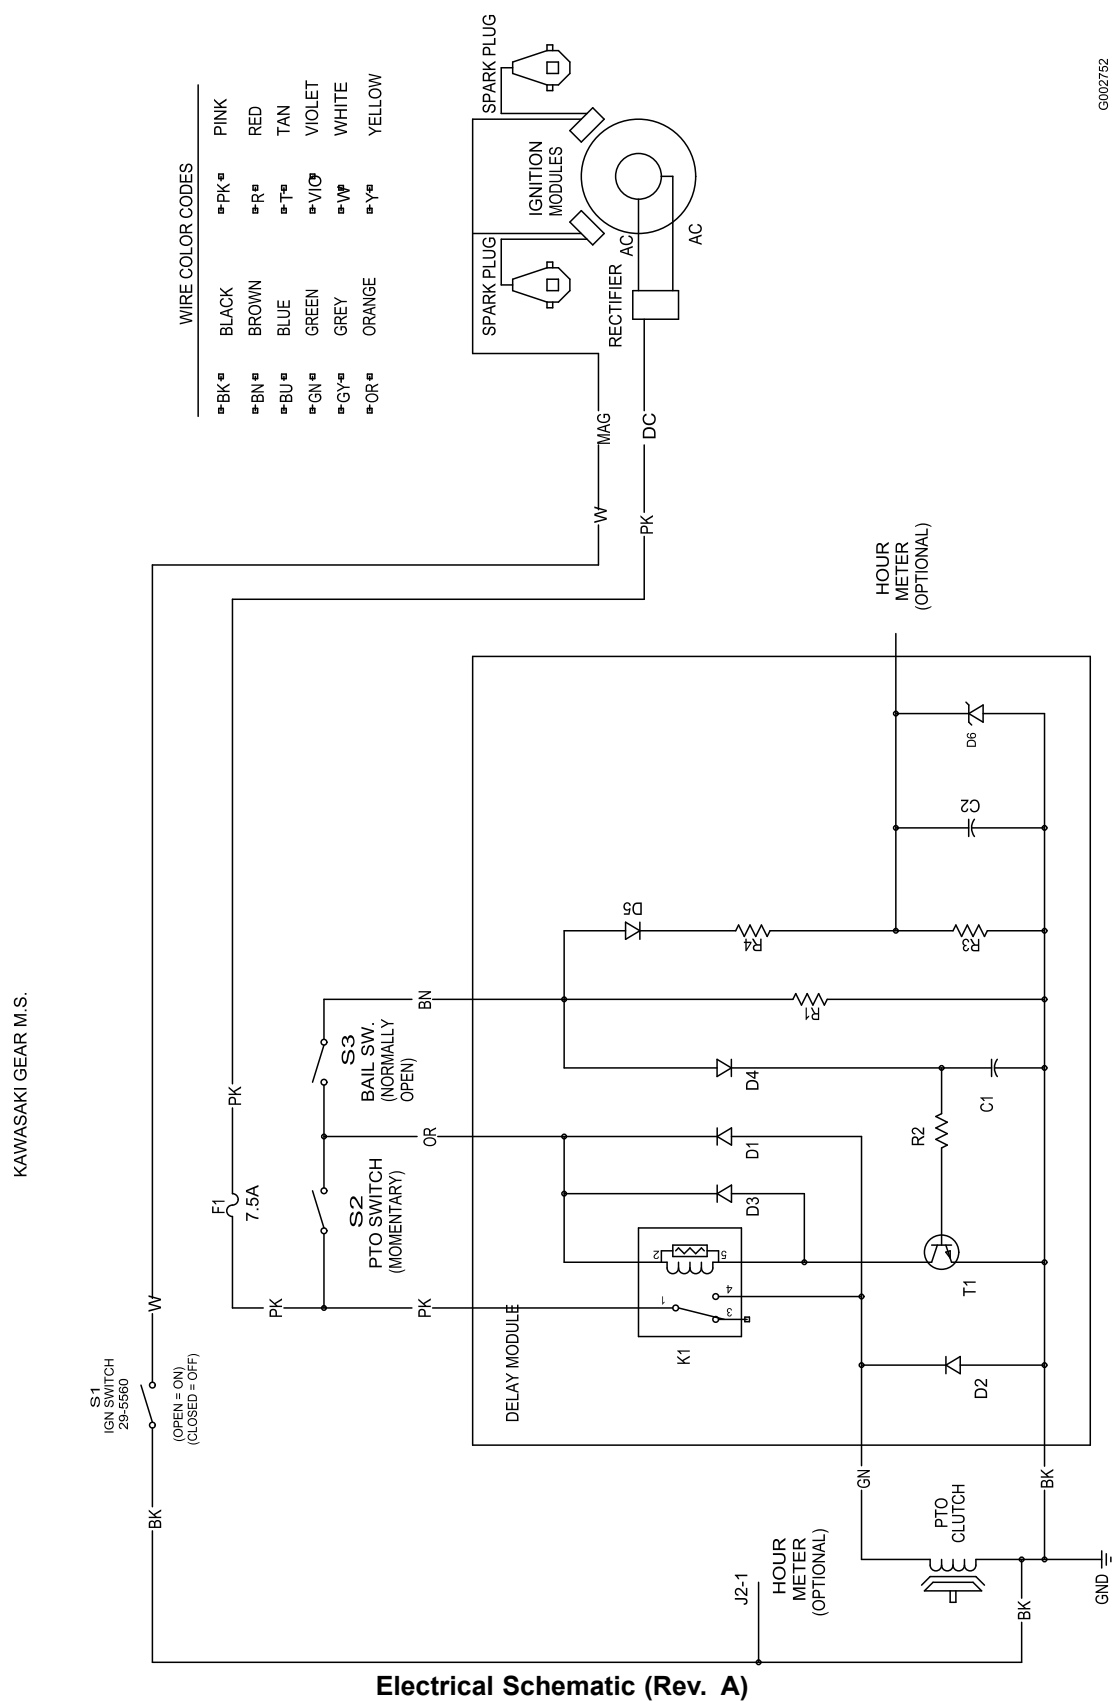 KAWASAKI GEAR M.S.
S1
IGN SWITCH
29-5560
(OPEN = ON)
(CLOSED = OFF)
BK
W
W
MAG
WIRE COLOR CODES
BK BLACK PK PINK
BN BROWN R RED
BU BLUE T TAN
GN GREEN VIO VIOLET
GY GREY W WHITE
OR ORANGE Y YELLOW
SPARK PLUG
SPARK PLUG
IGNITION
MODULES
AC
AC
RECTIFIER
DC
PK
PK
F1
7.5A
PK
PK
S2
PTO SWITCH
(MOMENTARY)
S3
BAIL SW.
(NORMALLY
OPEN)
OR
BN
DELAY MODULE
K1
1
2
3
4
5
D3
D1
D4
R1
D5
R4
R3
C2
D6
HOUR
METER
(OPTIONAL)
R2
C1
T1
D2
GN
BK
PTO
CLUTCH
J2-1
HOUR
METER
(OPTIONAL)
BK
GND
G002752
Electrical Schematic (Rev. A)